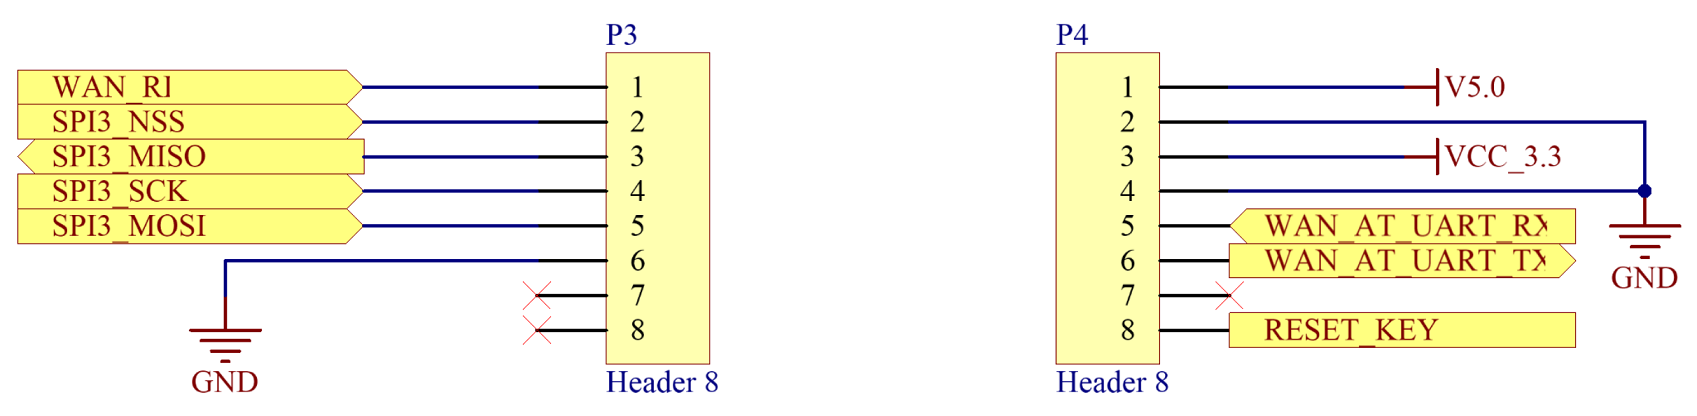 P3
WAN_RI
1
SPI3_NSS
2
SPI3_MISO
3
SPI3_SCK
4
SPI3_MOSI
5
6
7
8
GND
Header 8
P4
1
V5.0
2
3
VCC_3.3
4
5
WAN_AT_UART_RX
6
WAN_AT_UART_TX
7
8
RESET_KEY
GND
Header 8